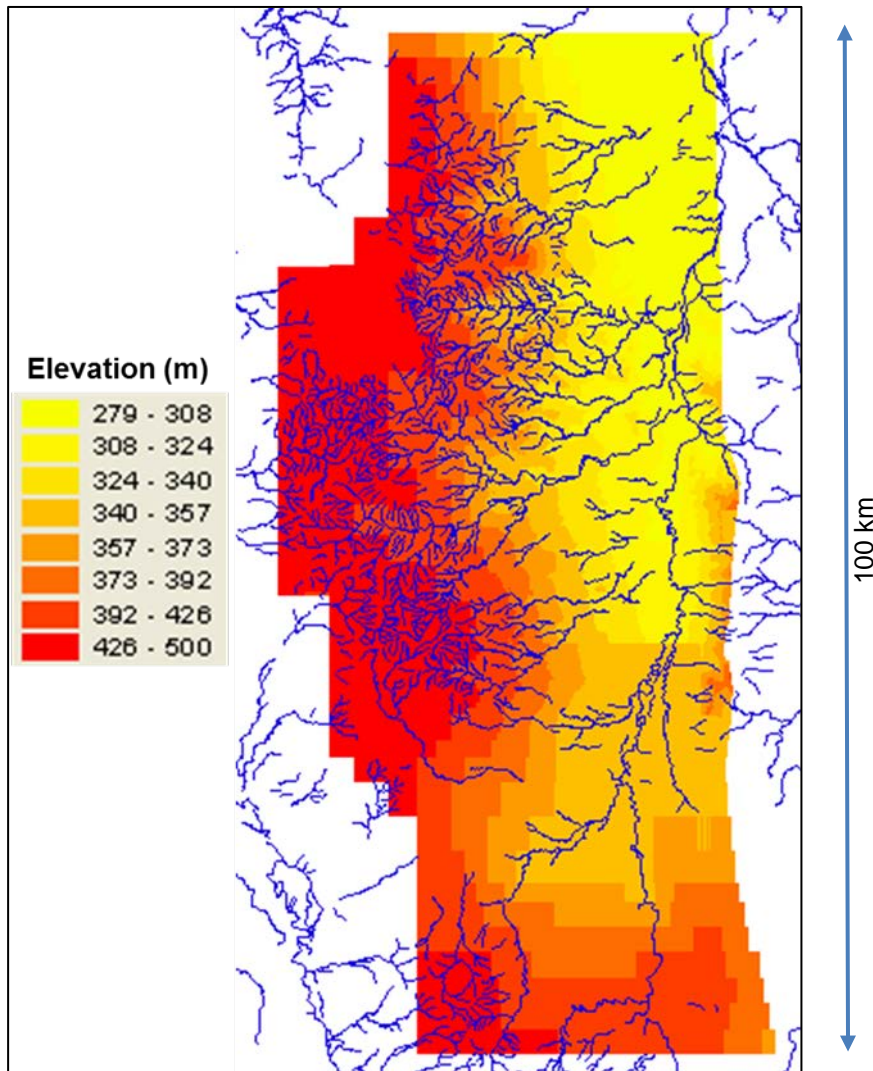 Elevation (m)
279 - 308
308 - 324
324 - 340
340 - 357
357 - 373
373 - 392
392 - 426
426 - 500
100 km